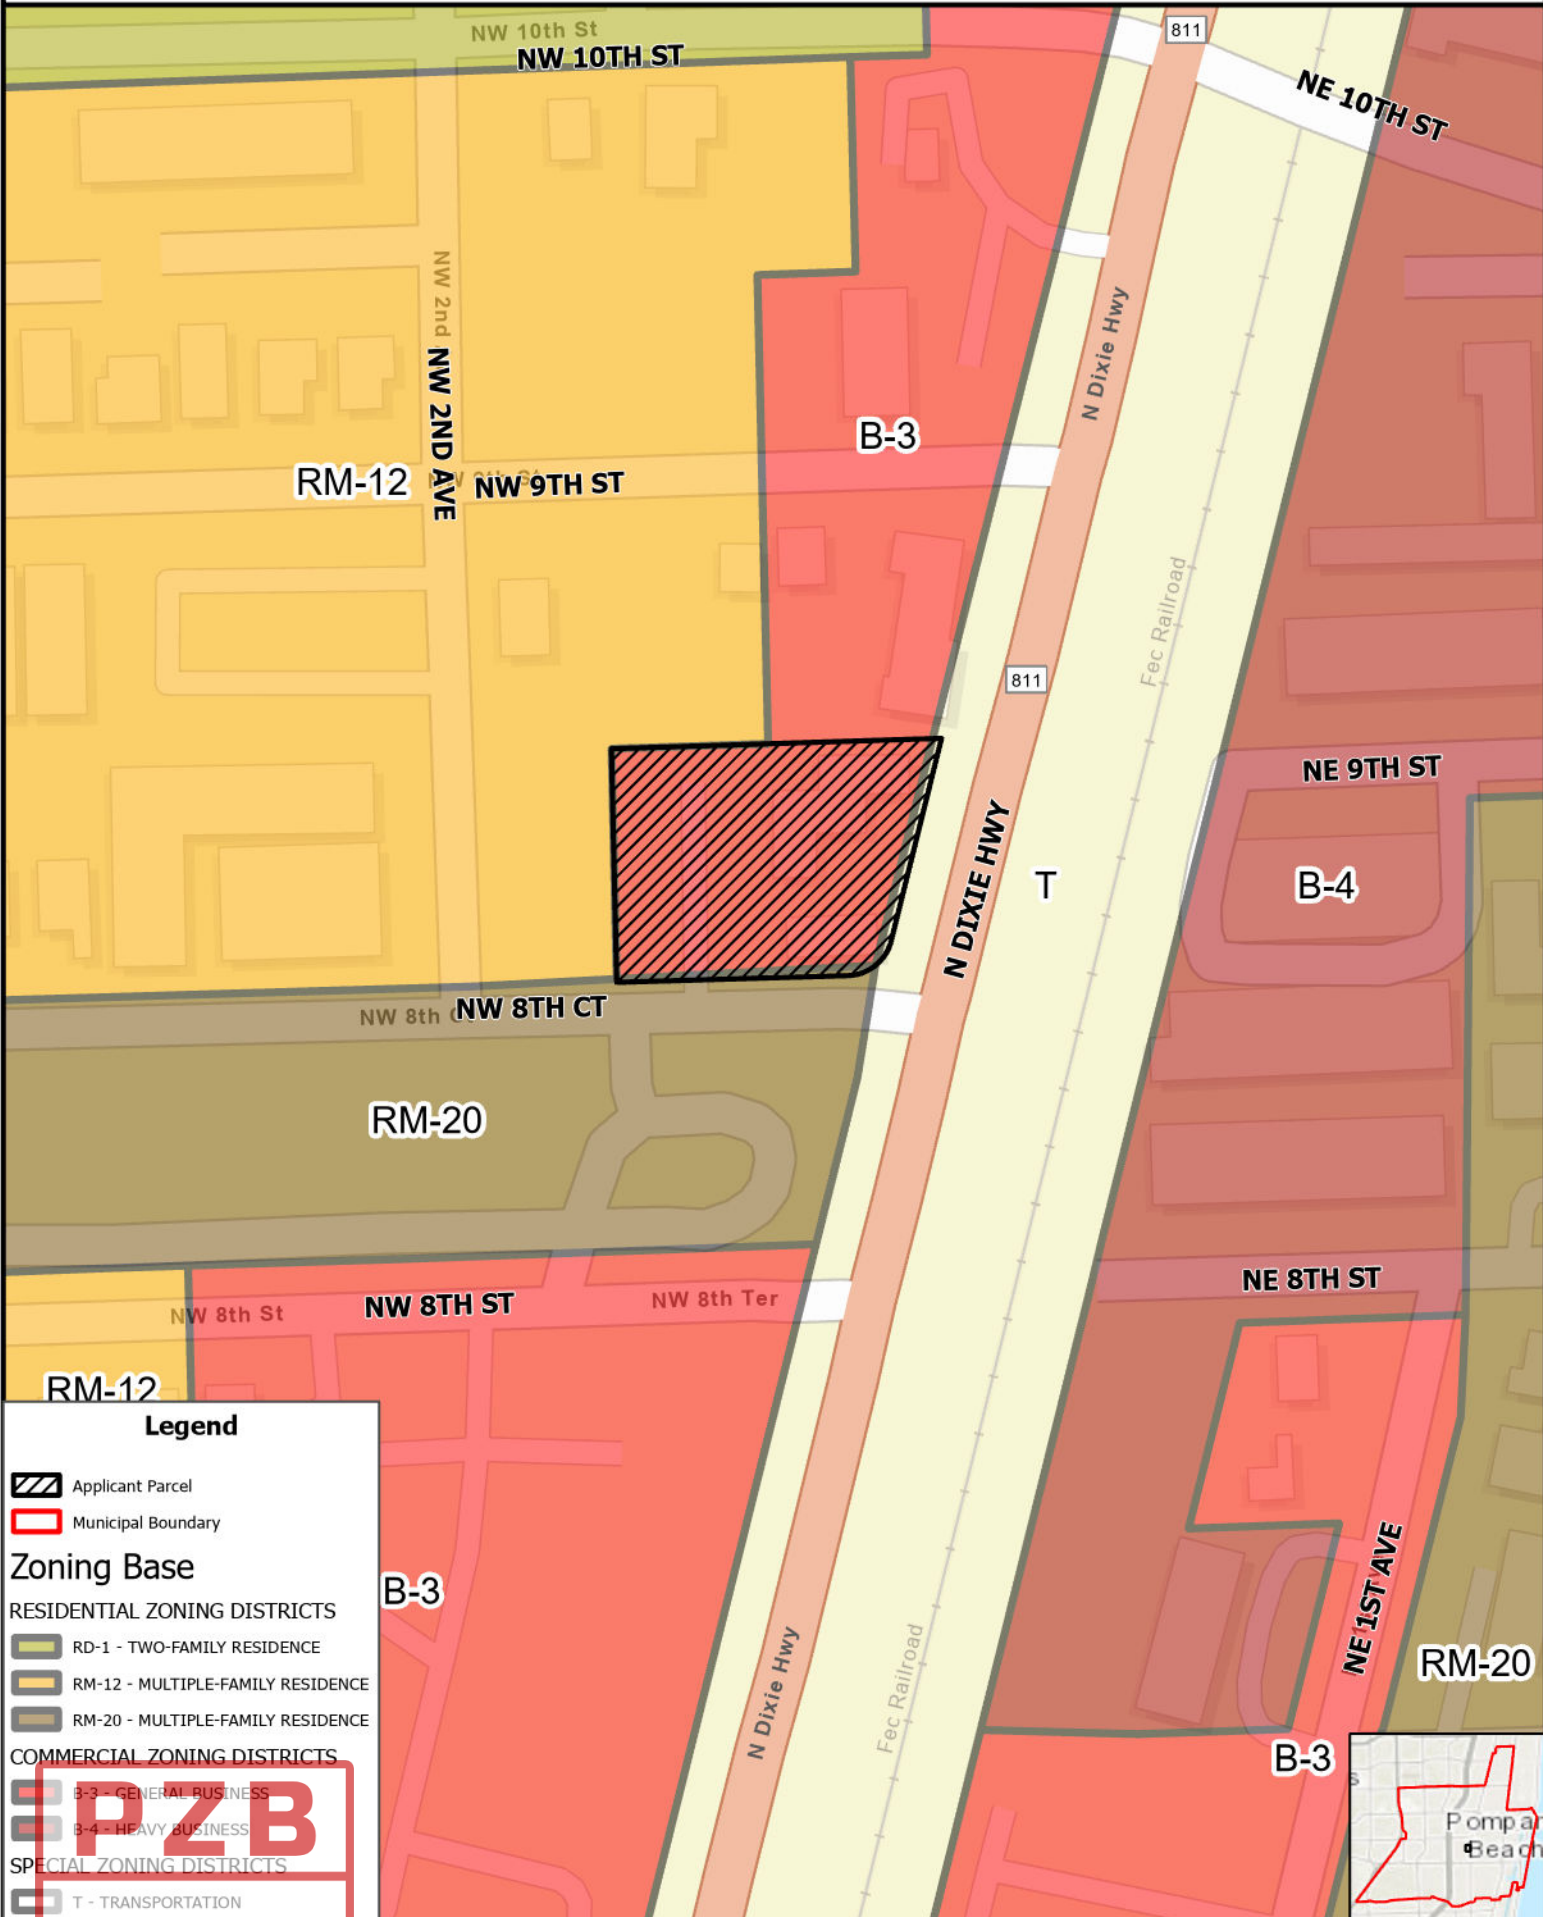 NW 10th St
NW 10TH ST
811
NE 10TH ST
NW 2nd
NW 2ND AVE
N Dixie Hwy
B-3
RM-12
NW 9th St
NW 9TH ST
Fec Railroad
811
NE 9TH ST
N DIXIE HWY
T
B-4
NW 8th Ct
NW 8TH CT
RM-20
NE 8TH ST
NW 8th St
NW 8TH ST
NW 8th Ter
RM-12
Legend
Applicant Parcel
Municipal Boundary
Zoning Base
RESIDENTIAL ZONING DISTRICTS
RD-1 - TWO-FAMILY RESIDENCE
RM-12 - MULTIPLE-FAMILY RESIDENCE
RM-20 - MULTIPLE-FAMILY RESIDENCE
COMMERCIAL ZONING DISTRICTS
B-3 - GENERAL BUSINESS
B-4 - HEAVY BUSINESS
SPECIAL ZONING DISTRICTS
T - TRANSPORTATION
PZB
B-3
N Dixie Hwy
Fec Railroad
NE 1ST AVE
RM-20
B-3
Pompan
Beach